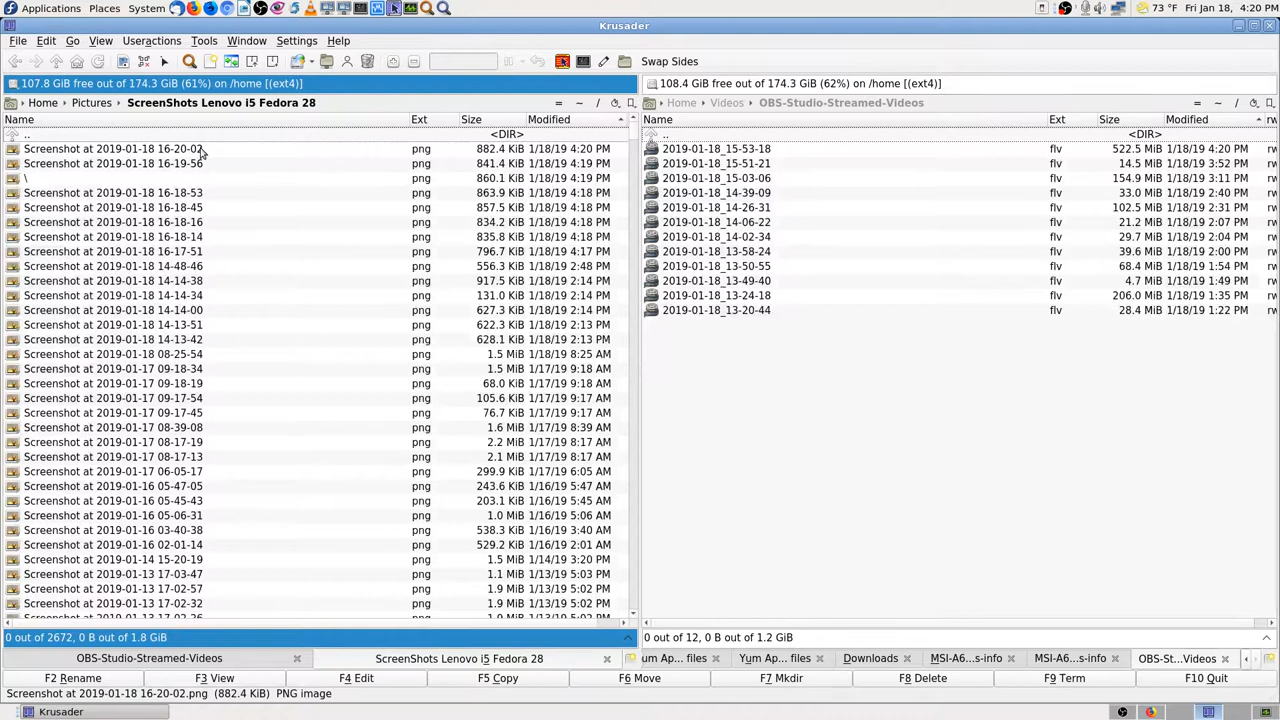 Applications Places System 73 °F Fri Jan 18, 4:20 PM
Krusader
File Edit Go View Useractions Tools Window Settings Help
Swap Sides
107.8 GiB free out of 174.3 GiB (61%) on /home [(ext4)] 108.4 GiB free out of 174.3 GiB (62%) on /home [(ext4)]
Home Pictures ScreenShots Lenovo i5 Fedora 28 = ~ / Home Videos OBS-Studio-Streamed-Videos = ~ /
Name Ext Size Modified Name Ext Size Modified rw
.. <DIR> .. <DIR>
Screenshot at 2019-01-18 16-20-02 png 882.4 KiB 1/18/19 4:20 PM 2019-01-18_15-53-18 flv 522.5 MiB 1/18/19 4:20 PM rw
Screenshot at 2019-01-18 16-19-56 png 841.4 KiB 1/18/19 4:19 PM 2019-01-18_15-51-21 flv 14.5 MiB 1/18/19 3:52 PM rw
\ png 860.1 KiB 1/18/19 4:19 PM 2019-01-18_15-03-06 flv 154.9 MiB 1/18/19 3:11 PM rw
Screenshot at 2019-01-18 16-18-53 png 863.9 KiB 1/18/19 4:18 PM 2019-01-18_14-39-09 flv 33.0 MiB 1/18/19 2:40 PM rw
Screenshot at 2019-01-18 16-18-45 png 857.5 KiB 1/18/19 4:18 PM 2019-01-18_14-26-31 flv 102.5 MiB 1/18/19 2:31 PM rw
Screenshot at 2019-01-18 16-18-16 png 834.2 KiB 1/18/19 4:18 PM 2019-01-18_14-06-22 flv 21.2 MiB 1/18/19 2:07 PM rw
Screenshot at 2019-01-18 16-18-14 png 835.8 KiB 1/18/19 4:18 PM 2019-01-18_14-02-34 flv 29.7 MiB 1/18/19 2:04 PM rw
Screenshot at 2019-01-18 16-17-51 png 796.7 KiB 1/18/19 4:17 PM 2019-01-18_13-58-24 flv 39.6 MiB 1/18/19 2:00 PM rw
Screenshot at 2019-01-18 14-48-46 png 556.3 KiB 1/18/19 2:48 PM 2019-01-18_13-50-55 flv 68.4 MiB 1/18/19 1:54 PM rw
Screenshot at 2019-01-18 14-14-38 png 917.5 KiB 1/18/19 2:14 PM 2019-01-18_13-49-40 flv 4.7 MiB 1/18/19 1:49 PM rw
Screenshot at 2019-01-18 14-14-34 png 131.0 KiB 1/18/19 2:14 PM 2019-01-18_13-24-18 flv 206.0 MiB 1/18/19 1:35 PM rw
Screenshot at 2019-01-18 14-14-00 png 627.3 KiB 1/18/19 2:14 PM 2019-01-18_13-20-44 flv 28.4 MiB 1/18/19 1:22 PM rw
Screenshot at 2019-01-18 14-13-51 png 622.3 KiB 1/18/19 2:13 PM
Screenshot at 2019-01-18 14-13-42 png 628.1 KiB 1/18/19 2:13 PM
Screenshot at 2019-01-18 08-25-54 png 1.5 MiB 1/18/19 8:25 AM
Screenshot at 2019-01-17 09-18-34 png 1.5 MiB 1/17/19 9:18 AM
Screenshot at 2019-01-17 09-18-19 png 68.0 KiB 1/17/19 9:18 AM
Screenshot at 2019-01-17 09-17-54 png 105.6 KiB 1/17/19 9:17 AM
Screenshot at 2019-01-17 09-17-45 png 76.7 KiB 1/17/19 9:17 AM
Screenshot at 2019-01-17 08-39-08 png 1.6 MiB 1/17/19 8:39 AM
Screenshot at 2019-01-17 08-17-19 png 2.2 MiB 1/17/19 8:17 AM
Screenshot at 2019-01-17 08-17-13 png 2.1 MiB 1/17/19 8:17 AM
Screenshot at 2019-01-17 06-05-17 png 299.9 KiB 1/17/19 6:05 AM
Screenshot at 2019-01-16 05-47-05 png 243.6 KiB 1/16/19 5:47 AM
Screenshot at 2019-01-16 05-45-43 png 203.1 KiB 1/16/19 5:45 AM
Screenshot at 2019-01-16 05-06-31 png 1.0 MiB 1/16/19 5:06 AM
Screenshot at 2019-01-16 03-40-38 png 538.3 KiB 1/16/19 3:40 AM
Screenshot at 2019-01-16 02-01-14 png 529.2 KiB 1/16/19 2:01 AM
Screenshot at 2019-01-14 15-20-19 png 1.5 MiB 1/14/19 3:20 PM
Screenshot at 2019-01-13 17-03-47 png 1.1 MiB 1/13/19 5:03 PM
Screenshot at 2019-01-13 17-02-57 png 1.9 MiB 1/13/19 5:02 PM
Screenshot at 2019-01-13 17-02-32 png 1.9 MiB 1/13/19 5:02 PM
Screenshot at 2019-01-13 17-02-26 png 1.9 MiB 1/13/19 5:02 PM
0 out of 2672, 0 B out of 1.8 GiB 0 out of 12, 0 B out of 1.2 GiB
OBS-Studio-Streamed-Videos ScreenShots Lenovo i5 Fedora 28 um Ap... files Yum Ap... files Downloads MSI-A6...s-info MSI-A6...s-info OBS-St...Videos
F2 Rename F3 View F4 Edit F5 Copy F6 Move F7 Mkdir F8 Delete F9 Term F10 Quit
Screenshot at 2019-01-18 16-20-02.png (882.4 KiB) PNG image
Krusader